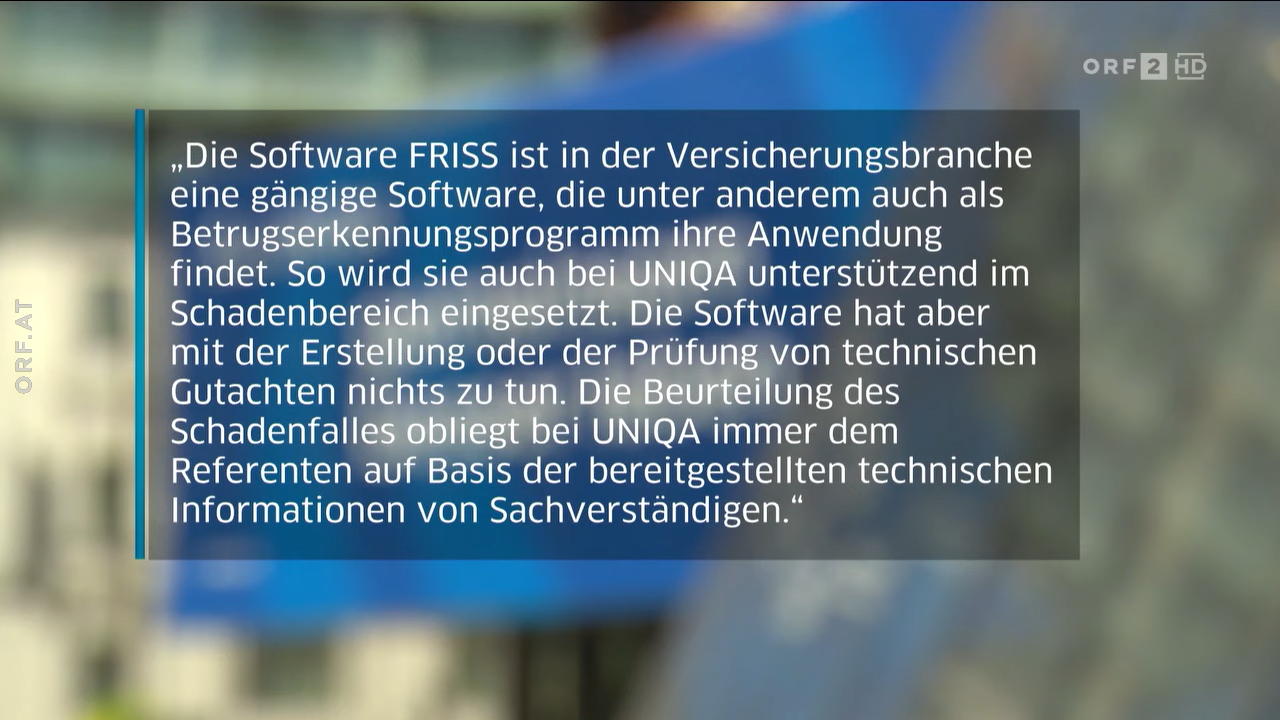 ORF 2 HD
„Die Software FRISS ist in der Versicherungsbranche
eine gängige Software, die unter anderem auch als
Betrugserkennungsprogramm ihre Anwendung
findet. So wird sie auch bei UNIQA unterstützend im
Schadenbereich eingesetzt. Die Software hat aber
mit der Erstellung oder der Prüfung von technischen
Gutachten nichts zu tun. Die Beurteilung des
Schadenfalles obliegt bei UNIQA immer dem
Referenten auf Basis der bereitgestellten technischen
Informationen von Sachverständigen.“
ORF.AT